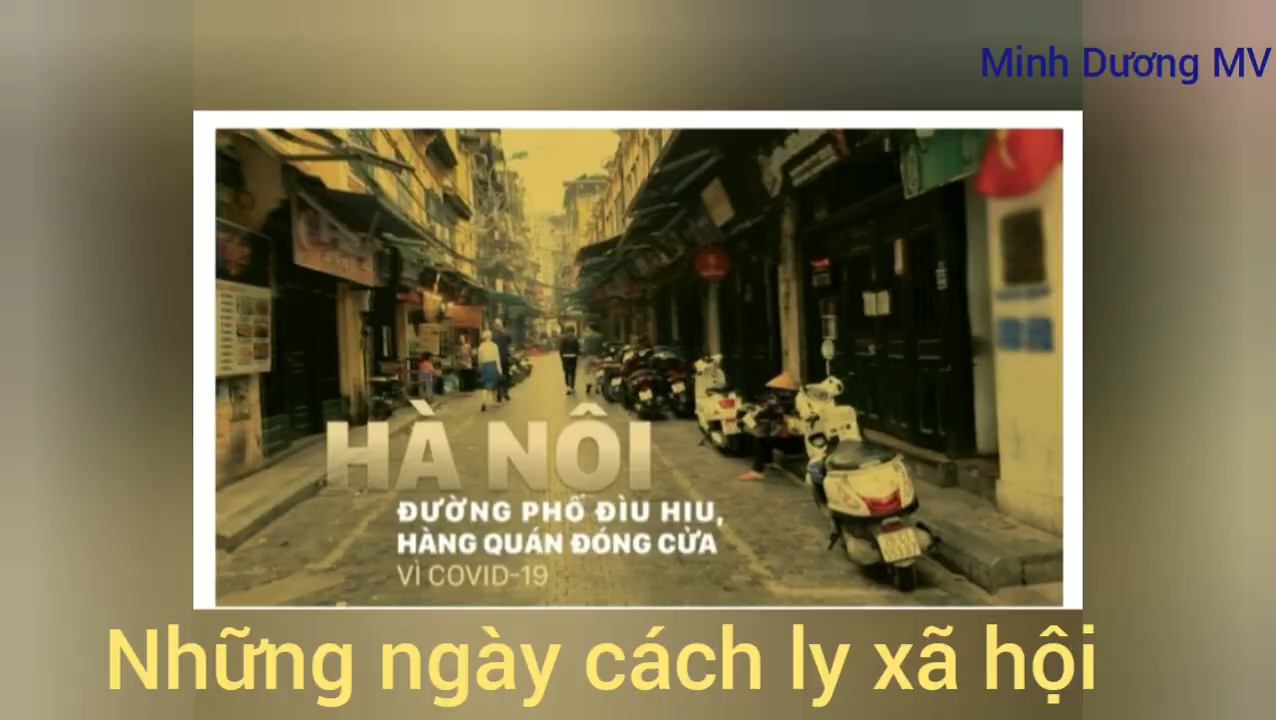 Minh Dương MV
HÀ NÔI
ĐƯỜNG PHỐ ĐÌU HIU,
HÀNG QUÁN ĐÓNG CỬA
VÌ COVID-19
Những ngày cách ly xã hội